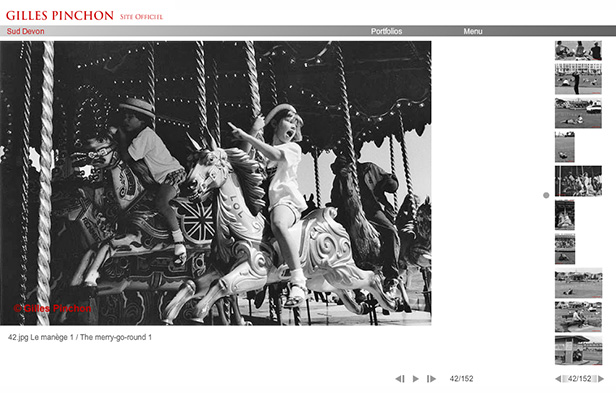 GILLES PINCHON SITE OFFICIEL
Sud Devon Portfolios Menu
LOL
© Gilles Pinchon
42.jpg Le manège 1 / The merry-go-round 1
42/152 42/152